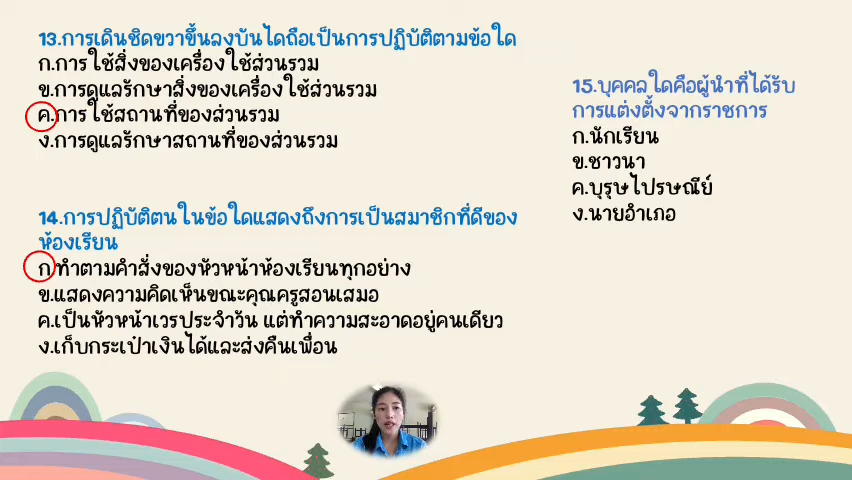 13.การเดินชิดขวาขึ้นลงบันไดถือเป็นการปฏิบัติตามข้อใด
ก.การใช้สิ่งของเครื่องใช้ส่วนรวม
ข.การดูแลรักษาสิ่งของเครื่องใช้ส่วนรวม
ค.การใช้สถานที่ของส่วนรวม
ง.การดูแลรักษาสถานที่ของส่วนรวม
14.การปฏิบัติตนในข้อใดแสดงถึงการเป็นสมาชิกที่ดีของ
ห้องเรียน
ก.ทำตามคำสั่งของหัวหน้าห้องเรียนทุกอย่าง
ข.แสดงความคิดเห็นขณะคุณครูสอนเสมอ
ค.เป็นหัวหน้าเวรประจำวัน แต่ทำความสะอาดอยู่คนเดียว
ง.เก็บกระเป๋าเงินได้และส่งคืนเพื่อน
15.บุคคลใดคือผู้นำที่ได้รับ
การแต่งตั้งจากราชการ
ก.นักเรียน
ข.ชาวนา
ค.บุรุษไปรษณีย์
ง.นายอำเภอ